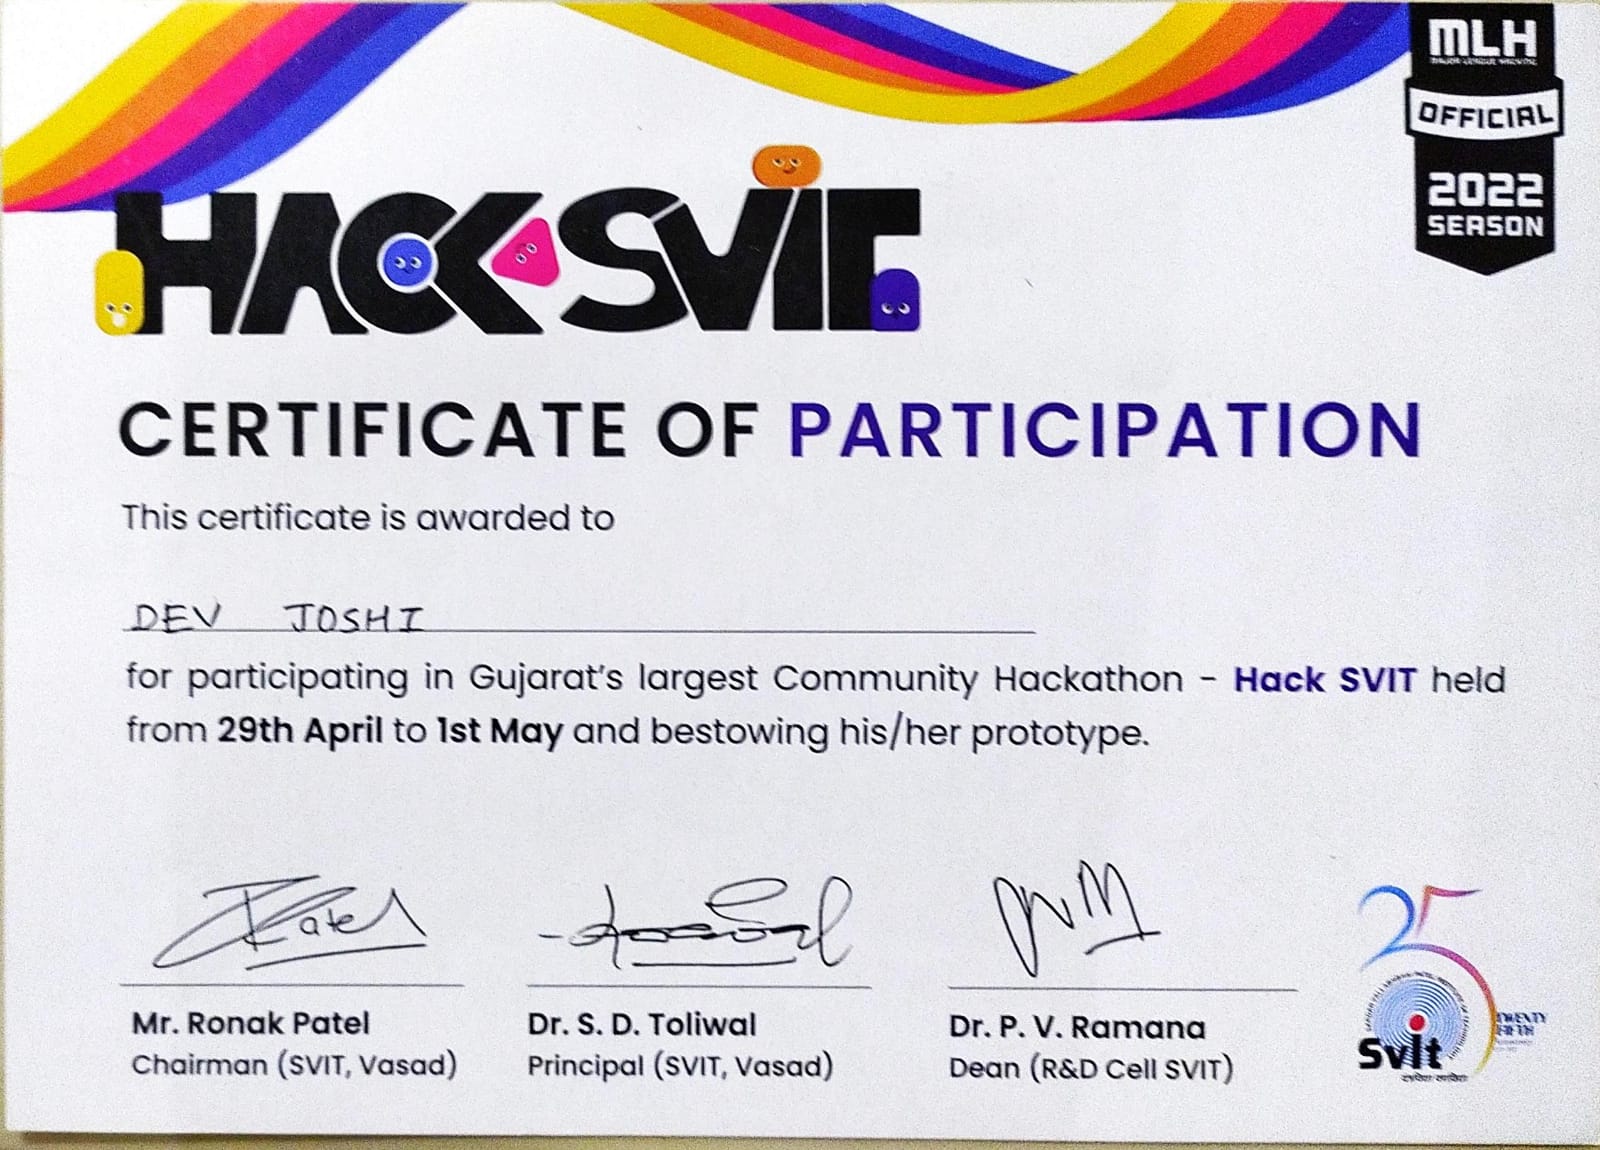 MLH
MAJOR LEAGUE HACKING
OFFICIAL
2022
SEASON
HACK SVIT
CERTIFICATE OF PARTICIPATION
This certificate is awarded to
DEV JOSHI
for participating in Gujarat's largest Community Hackathon - Hack SVIT held
from 29th April to 1st May and bestowing his/her prototype.
Mr. Ronak Patel
Chairman (SVIT, Vasad)
Dr. S. D. Toliwal
Principal (SVIT, Vasad)
Dr. P. V. Ramana
Dean (R&D Cell SVIT)
25
TWENTY
FIFTH
SVIT